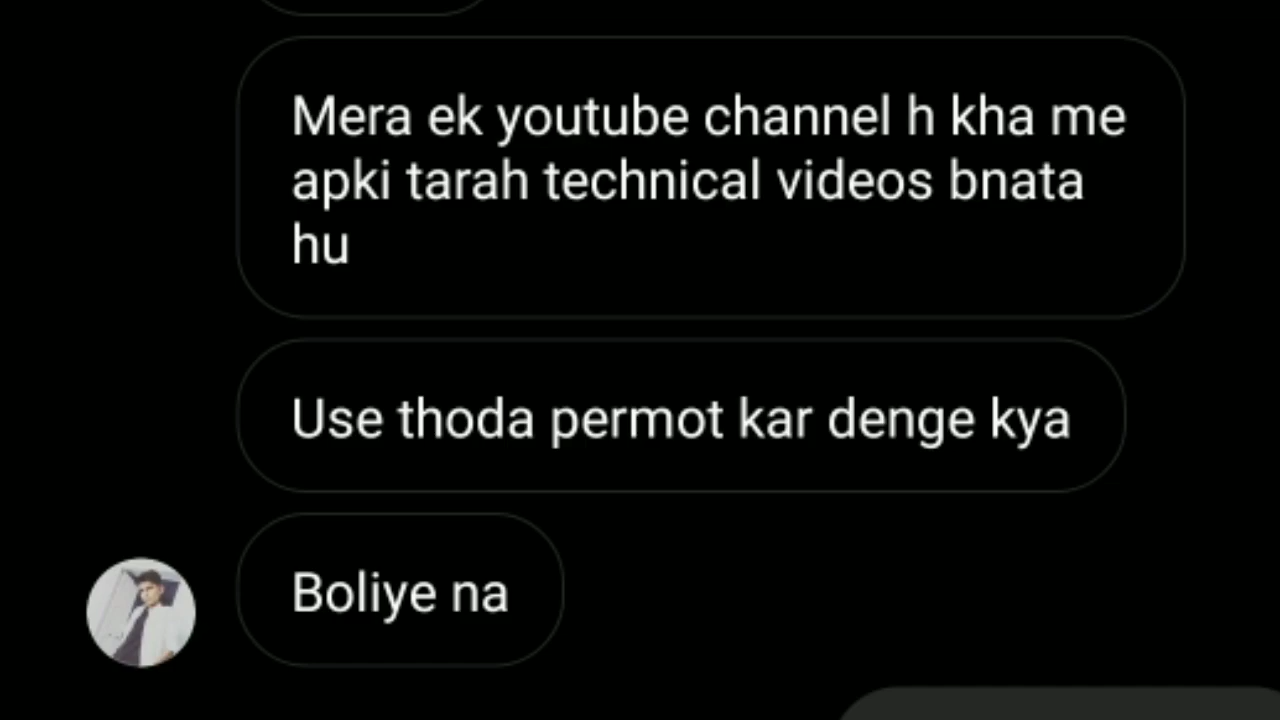 Mera ek youtube channel h kha me
apki tarah technical videos bnata
hu
Use thoda permot kar denge kya
Boliye na